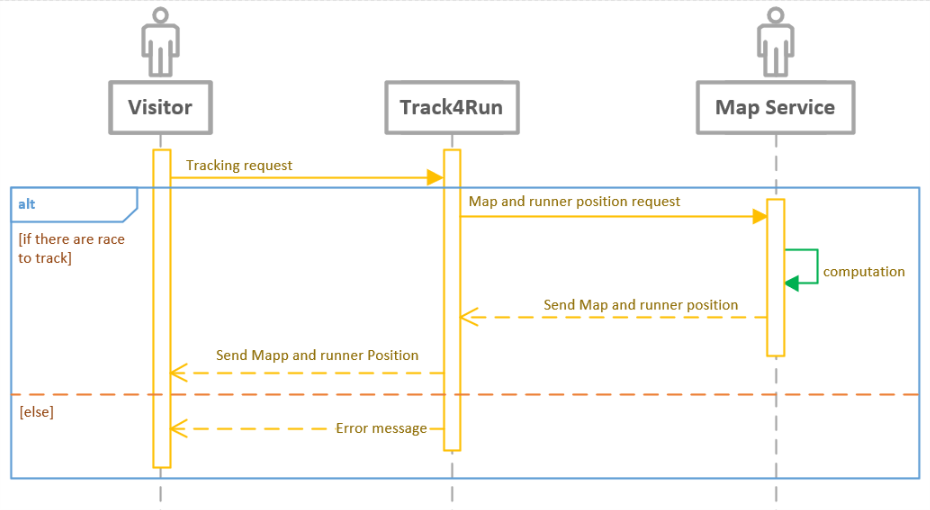 Visitor
Track4Run
Map Service
Tracking request
alt
Map and runner position request
[if there are race
to track]
computation
Send Map and runner position
Send Mapp and runner Position
[else]
Error message